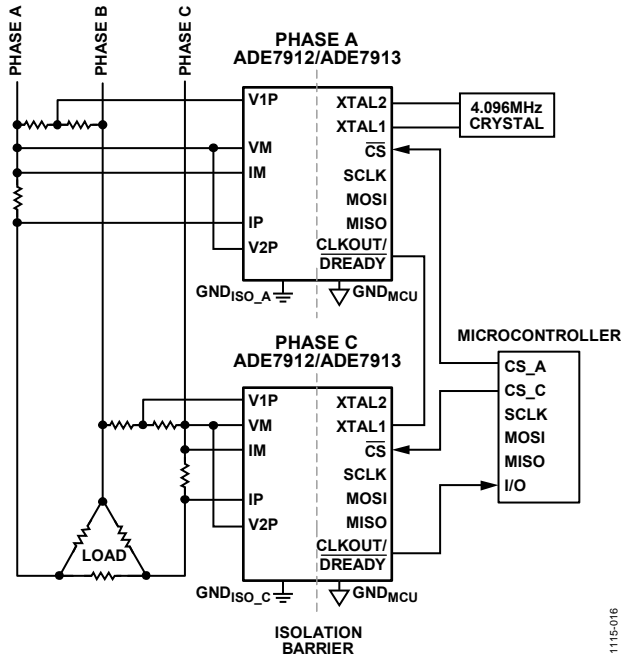 PHASE A
PHASE B
PHASE C
PHASE A
ADE7912/ADE7913
V1P
VM
IM
IP
V2P
XTAL2
XTAL1
CS
SCLK
MOSI
MISO
CLKOUT/
DREADY
4.096MHz
CRYSTAL
GNDISO_A
GNDMCU
PHASE C
ADE7912/ADE7913
V1P
VM
IM
IP
V2P
XTAL2
XTAL1
CS
SCLK
MOSI
MISO
CLKOUT/
DREADY
MICROCONTROLLER
CS_A
CS_C
SCLK
MOSI
MISO
I/O
LOAD
GNDISO_C
GNDMCU
ISOLATION
BARRIER
1115-016